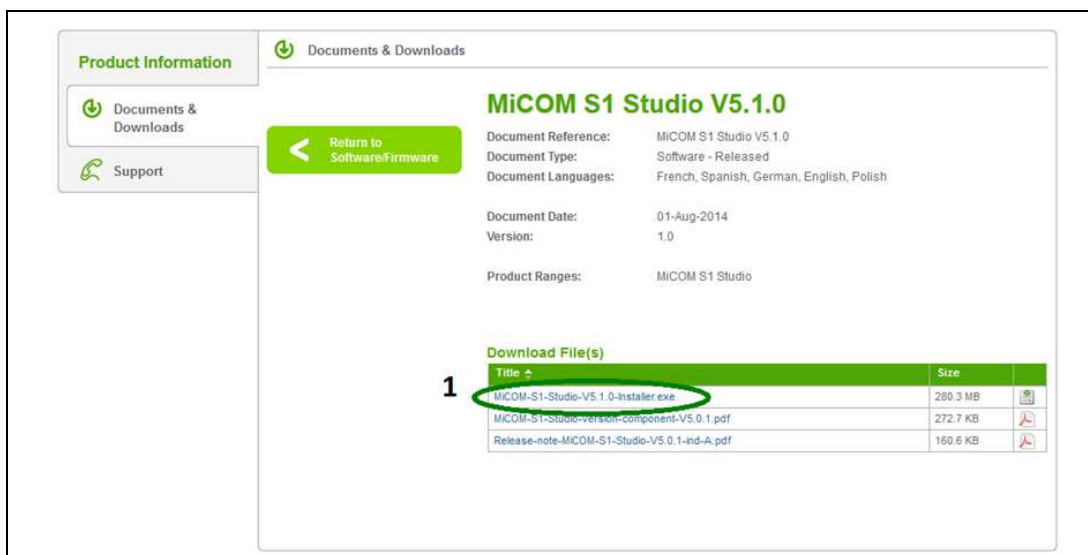 Product Information
Documents &
Downloads
Support
Documents & Downloads
Return to
Software/Firmware
MiCOM S1 Studio V5.1.0
Document Reference: MiCOM S1 Studio V5.1.0
Document Type: Software - Released
Document Languages: French, Spanish, German, English, Polish
Document Date: 01-Aug-2014
Version: 1.0
Product Ranges: MiCOM S1 Studio
Download File(s)
Title Size
1
MiCOM-S1-Studio-V5.1.0-Installer.exe 280.3 MB
MiCOM-S1-Studio-version-component-V5.0.1.pdf 272.7 KB
Release-note-MiCOM-S1-Studio-V5.0.1-ind-A.pdf 160.6 KB